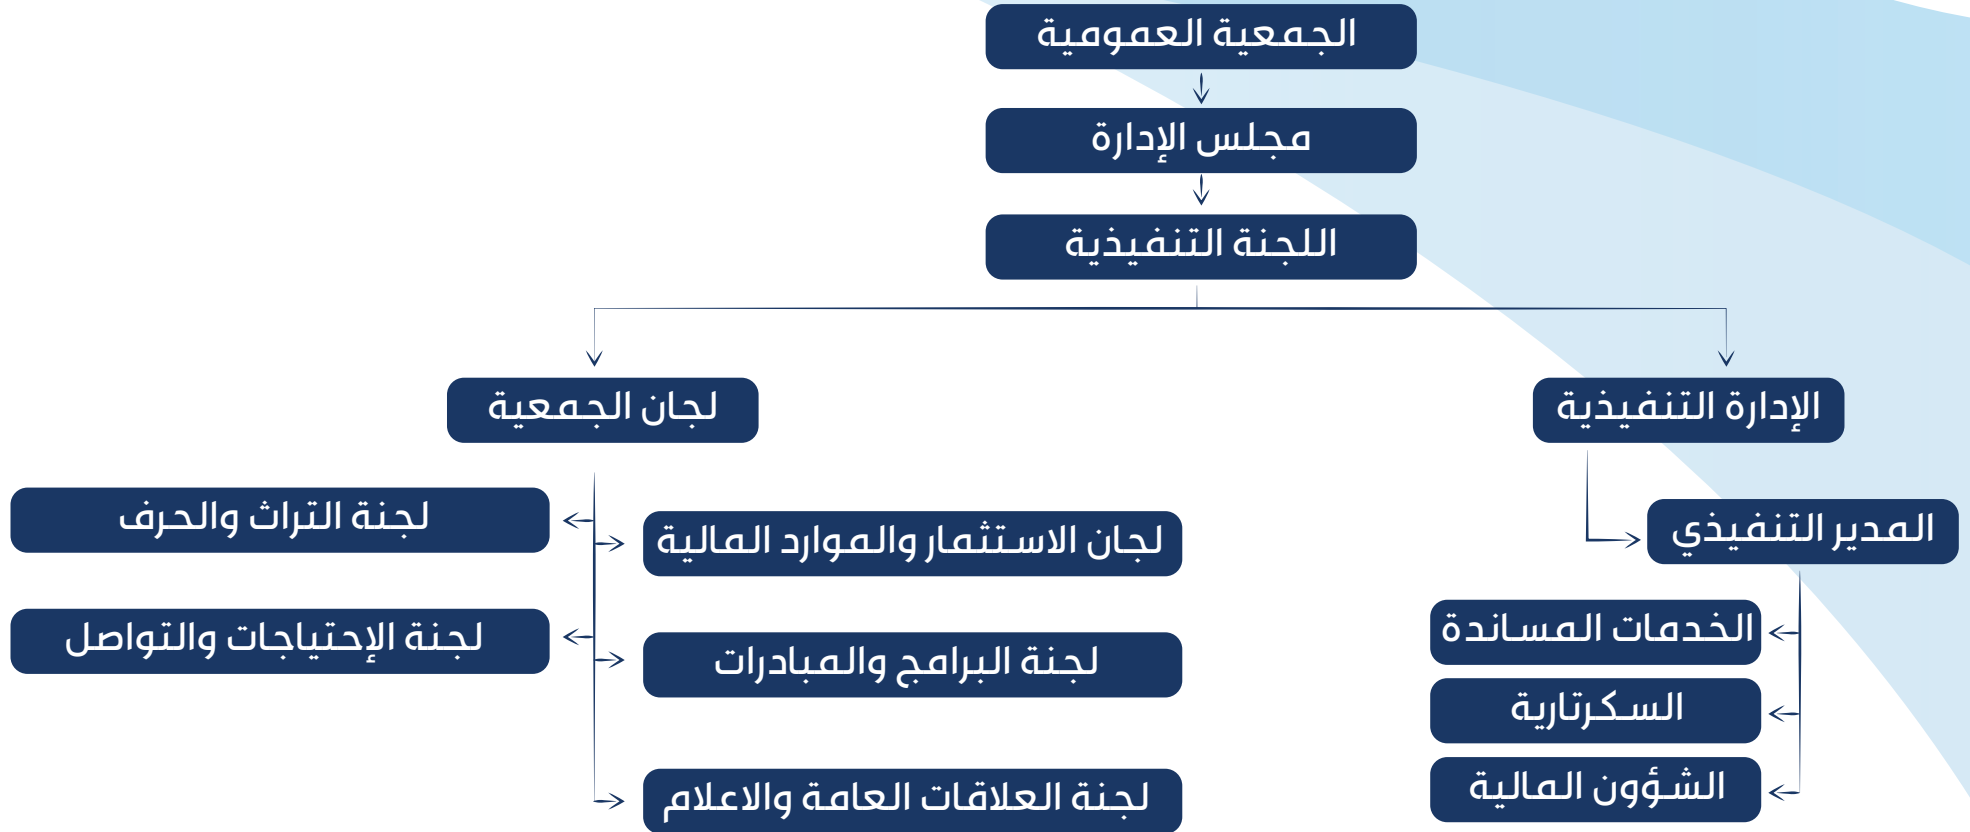 الجمعية العمومية
مجلس الإدارة
اللجنة التنفيذية
الإدارة التنفيذية
المدير التنفيذي
الخدمات المساندة
السكرتارية
الشؤون المالية
لجان الجمعية
لجان الاستثمار والموارد المالية
لجنة البرامج والمبادرات
لجنة العلاقات العامة والاعلام
لجنة التراث والحرف
لجنة الإحتياجات والتواصل